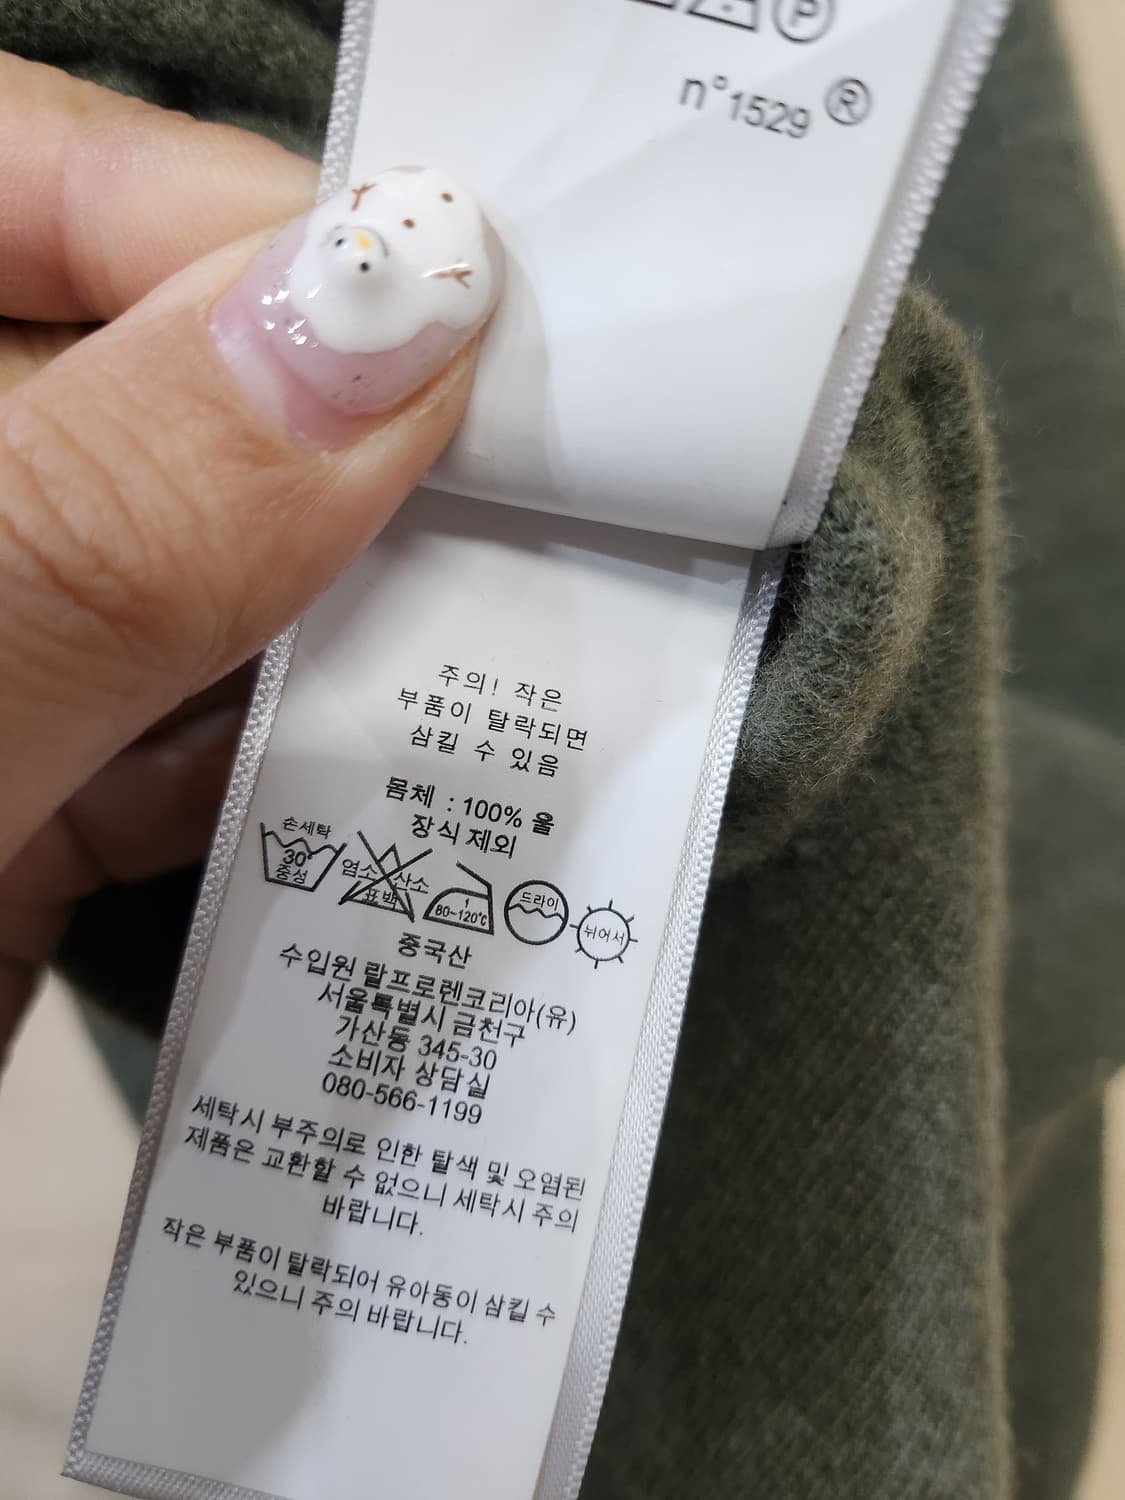 P
n°1529 ®
주의! 작은
부품이 탈락되면
삼킬 수 있음
몸체 : 100% 울
장식 제외
손세탁
30°
중성
염소 산소
표백
1
80~120℃
드라이
뉘어서
중국산
수입원 랄프로렌코리아(유)
서울특별시 금천구
가산동 345-30
소비자 상담실
080-566-1199
세탁시 부주의로 인한 탈색 및 오염된
제품은 교환할 수 없으니 세탁시 주의
바랍니다.
작은 부품이 탈락되어 유아동이 삼킬 수
있으니 주의 바랍니다.